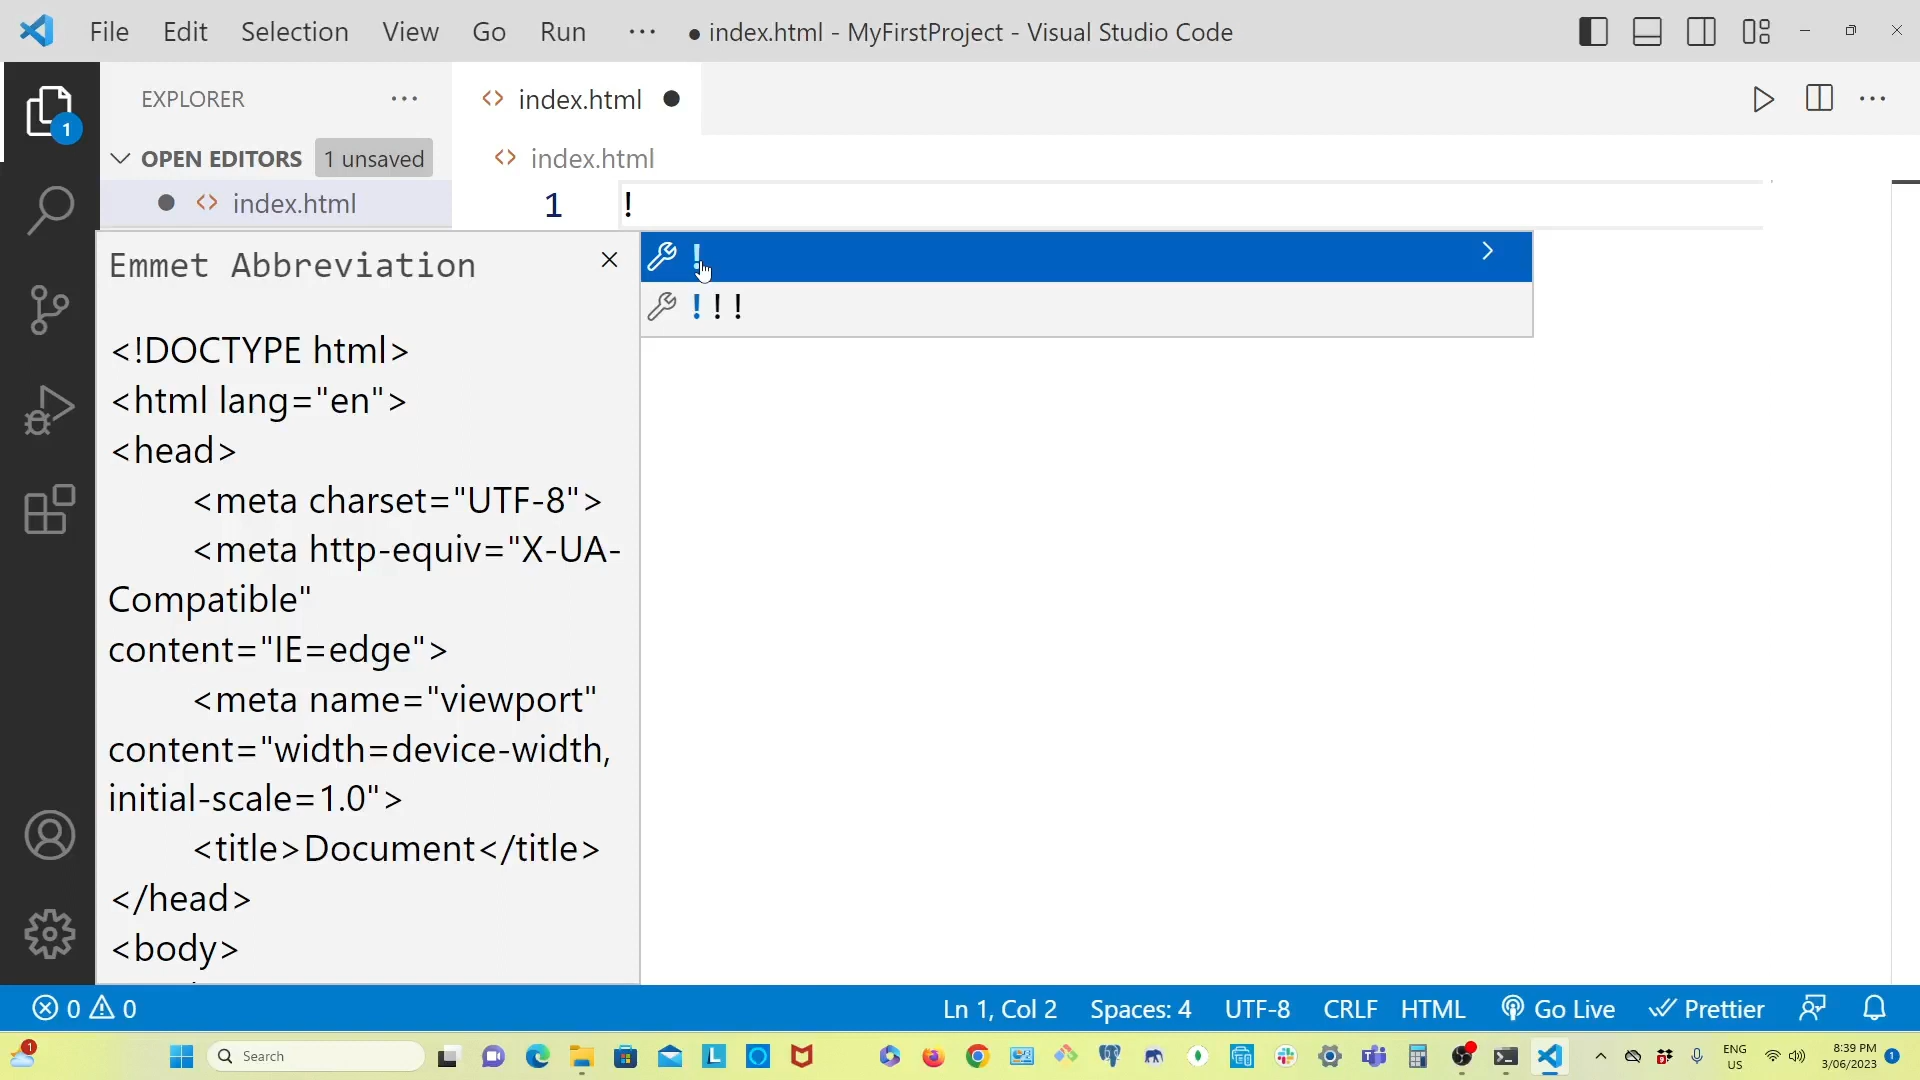 File Edit Selection View Go Run ··· ● index.html - MyFirstProject - Visual Studio Code
EXPLORER ···
<> index.html ●
OPEN EDITORS 1 unsaved
<> index.html
● <> index.html
1 !
Emmet Abbreviation
!
!!!
<!DOCTYPE html>
<html lang="en">
<head>
<meta charset="UTF-8">
<meta http-equiv="X-UA-
Compatible"
content="IE=edge">
<meta name="viewport"
content="width=device-width,
initial-scale=1.0">
<title>Document</title>
</head>
<body>
1
0 0 Ln 1, Col 2 Spaces: 4 UTF-8 CRLF HTML Go Live Prettier
1 Search L ENG 8:39 PM
US 3/06/2023 1